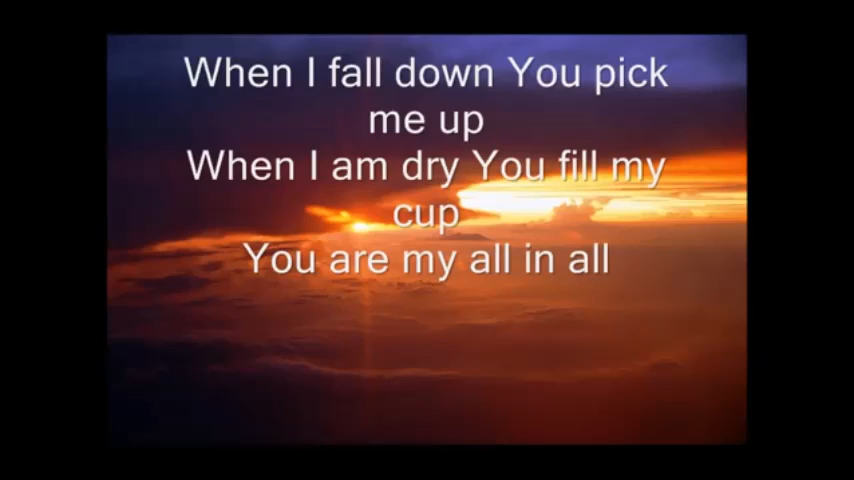 When I fall down You pick
me up
When I am dry You fill my
cup
You are my all in all